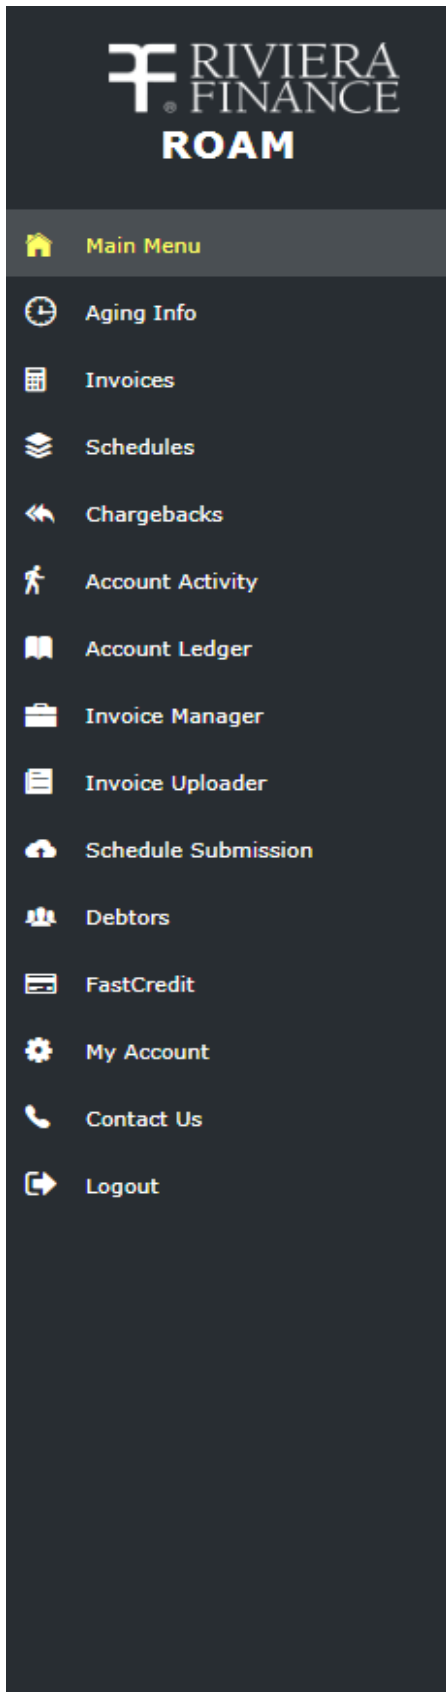 RIVIERA
FINANCE
ROAM
Main Menu
Aging Info
Invoices
Schedules
Chargebacks
Account Activity
Account Ledger
Invoice Manager
Invoice Uploader
Schedule Submission
Debtors
FastCredit
My Account
Contact Us
Logout